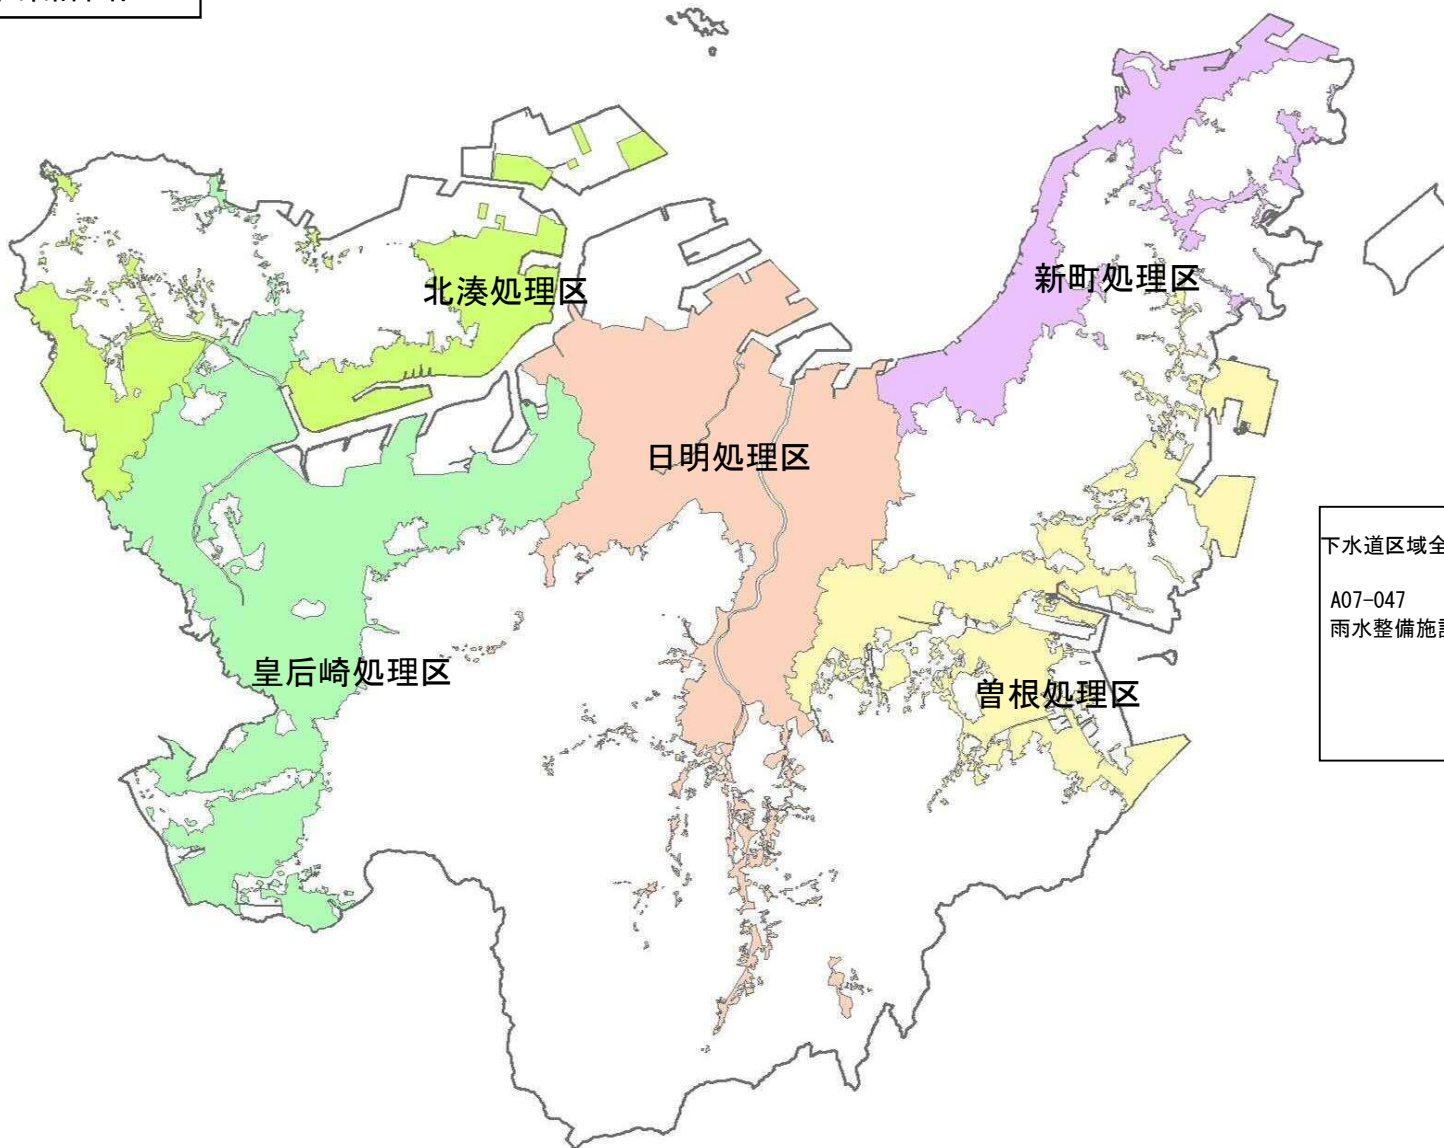 新町処理区
北湊処理区
日明処理区
下水道区域全
A07-047
雨水整備施設
皇后崎処理区
曽根処理区